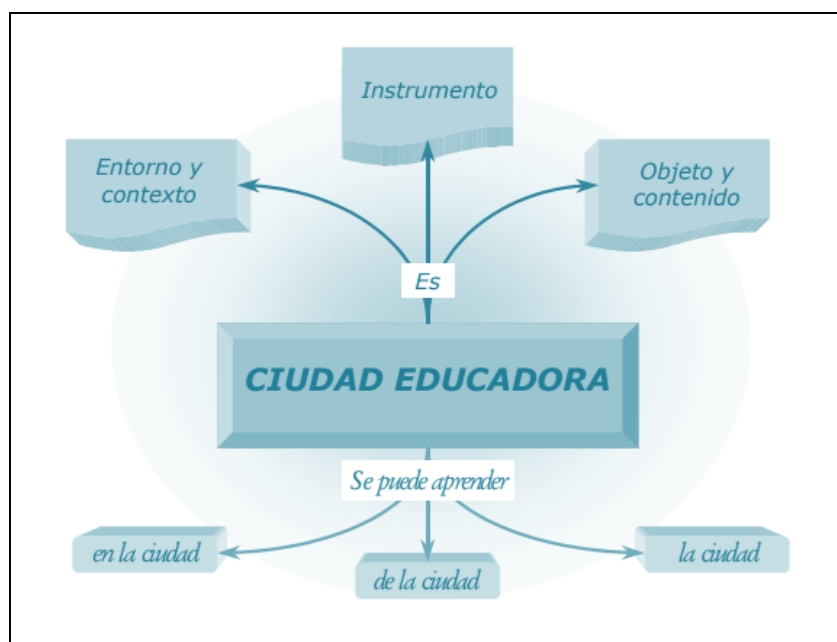 Instrumento
Entorno y
contexto
Objeto y
contenido
Es
CIUDAD EDUCADORA
Se puede aprender
en la ciudad
de la ciudad
la ciudad